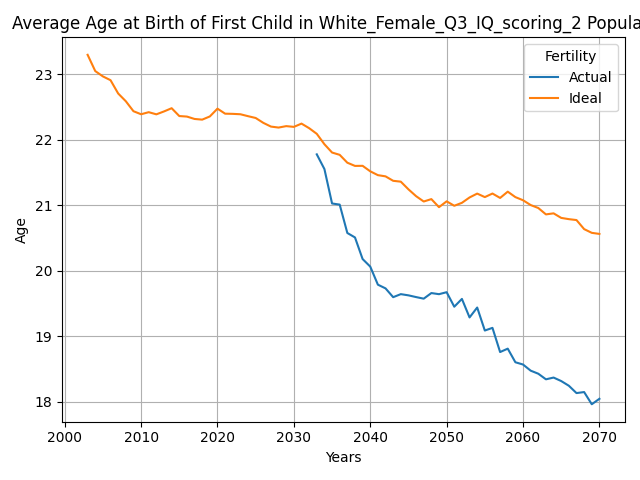 Average Age at Birth of First Child in White_Female_Q3_IQ_scoring_2 Popula
Fertility
Actual
Ideal
Age
23
22
21
20
19
18
2000 2010 2020 2030 2040 2050 2060 2070
Years